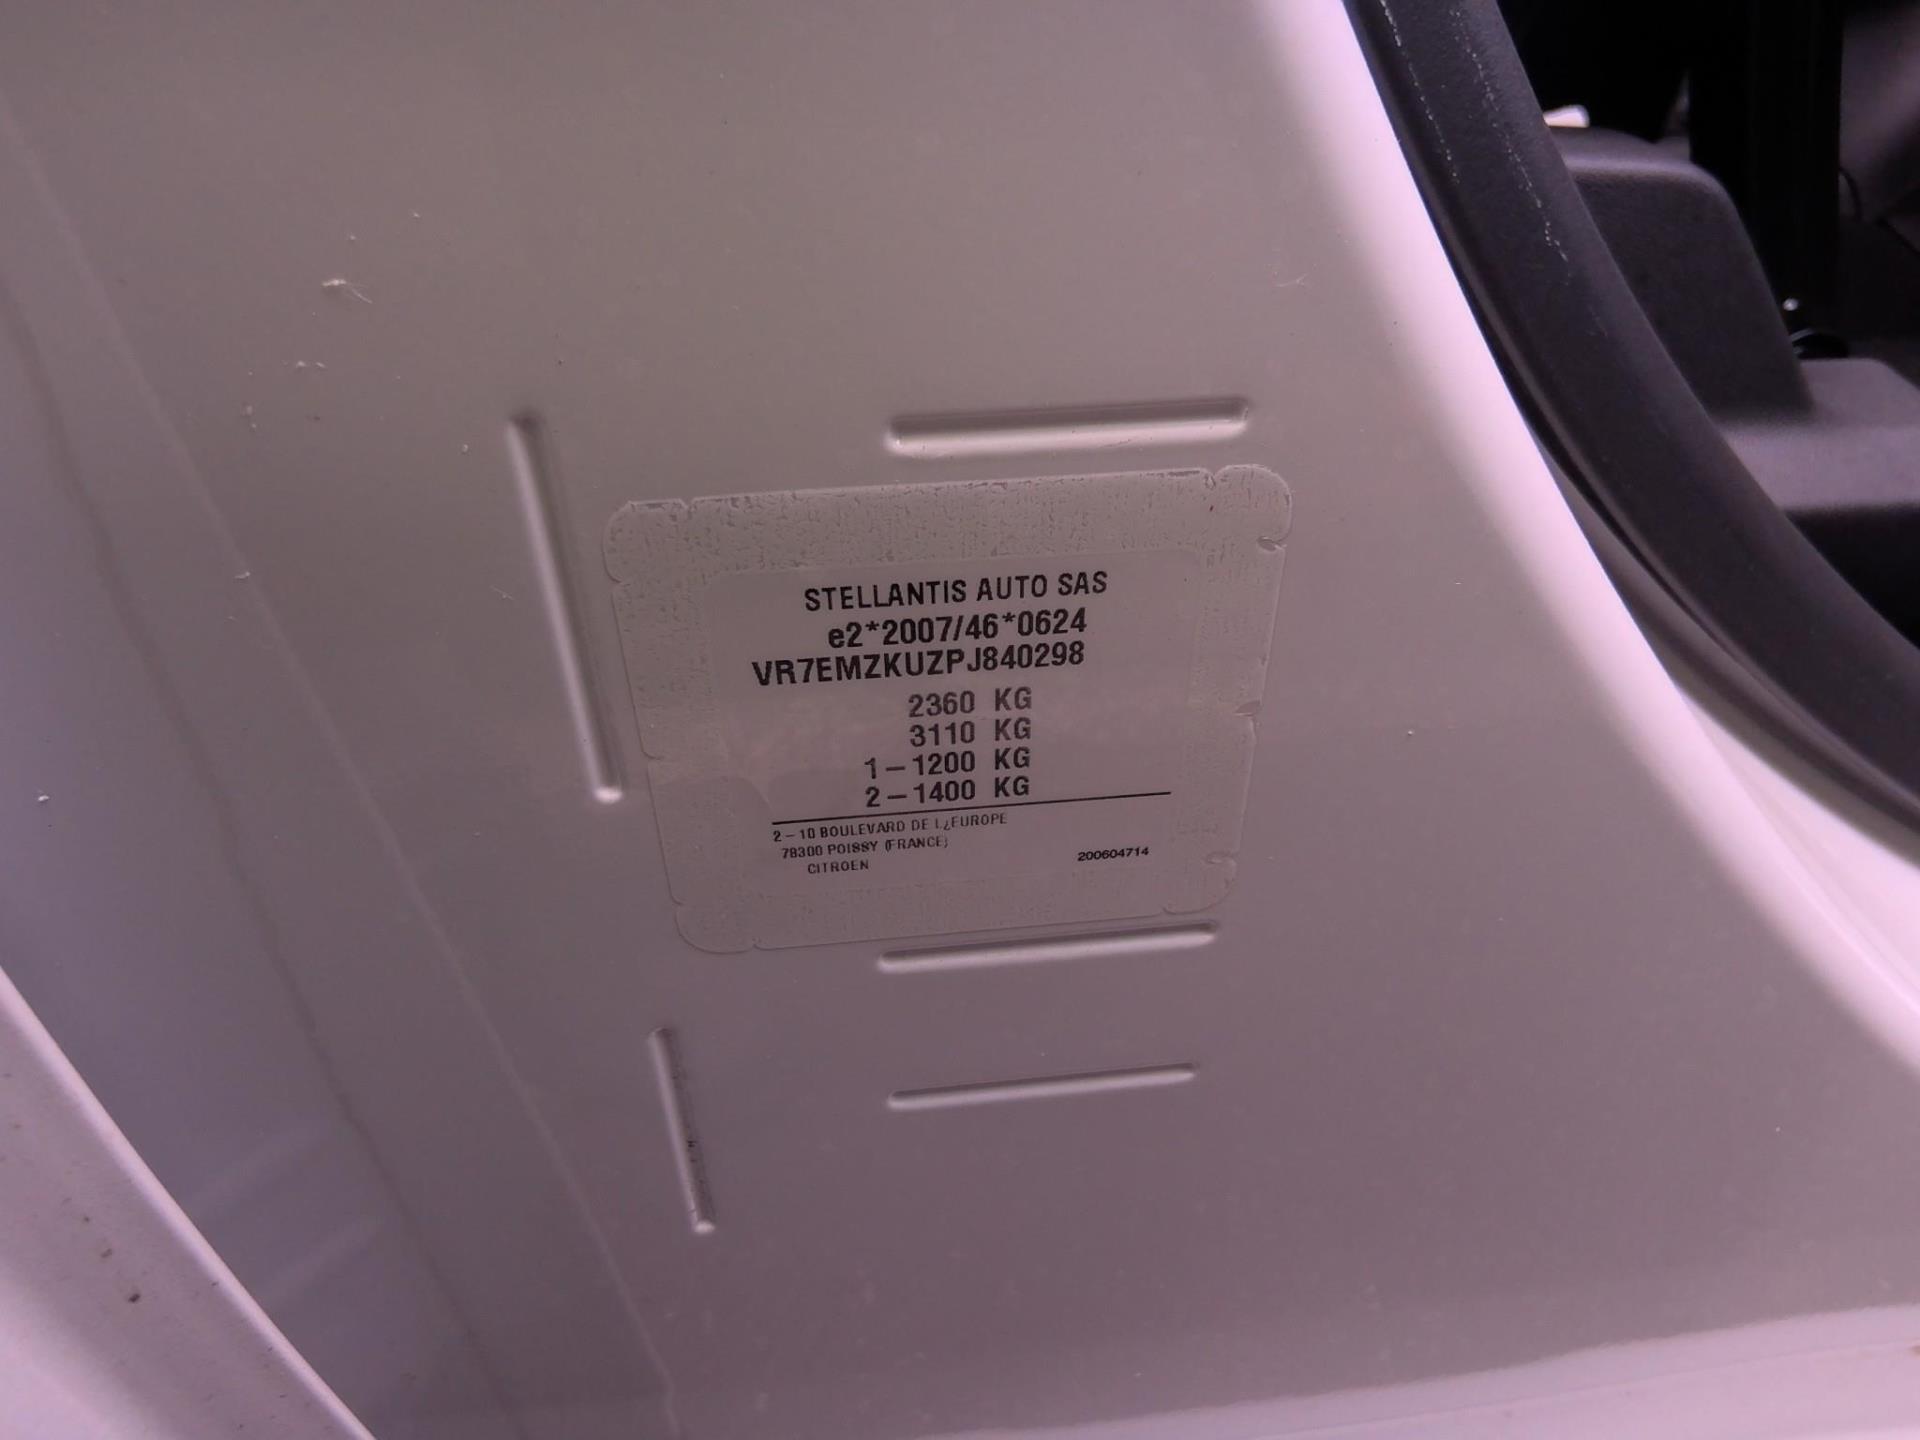 STELLANTIS AUTO SAS
e2*2007/46*0624
VR7EMZKUZPJ840298
2360 KG
3110 KG
1-1200 KG
2-1400 KG
2-10 BOULEVARD DE L¿EUROPE
78300 POISSY (FRANCE)
CITROEN 200604714